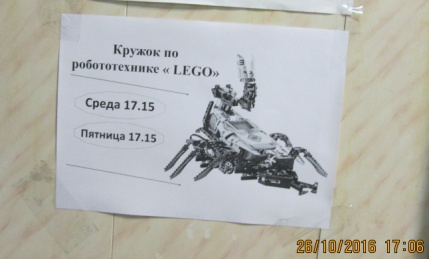 Кружок по
робототехнике « LEGO»
Среда 17.15
Пятница 17.15
26/10/2016 17:06